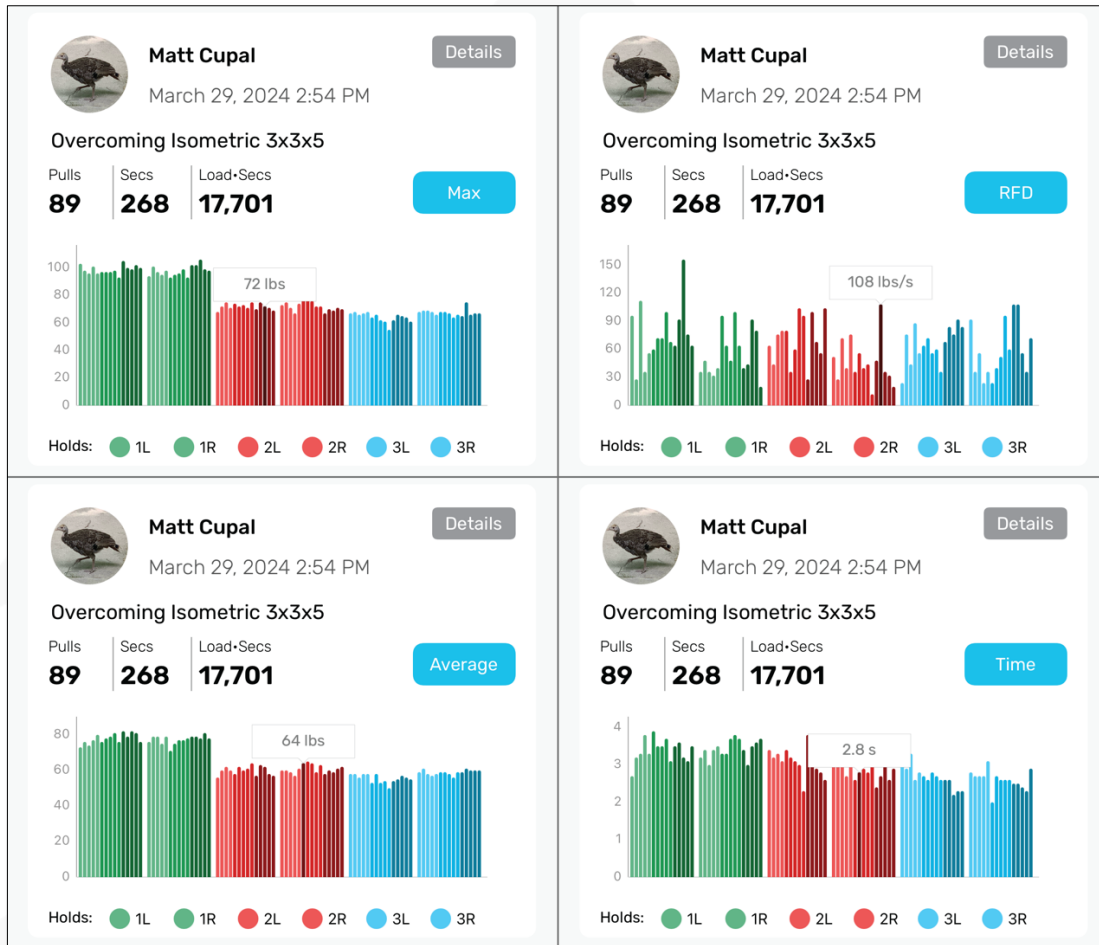 Matt Cupal
Details
March 29, 2024 2:54 PM
Overcoming Isometric 3x3x5
Pulls Secs Load•Secs
89 268 17,701
Max
72 lbs
100
80
60
40
20
0
Holds: 1L 1R 2L 2R 3L 3R
Matt Cupal
Details
March 29, 2024 2:54 PM
Overcoming Isometric 3x3x5
Pulls Secs Load•Secs
89 268 17,701
RFD
108 lbs/s
150
120
90
60
30
0
Holds: 1L 1R 2L 2R 3L 3R
Matt Cupal
Details
March 29, 2024 2:54 PM
Overcoming Isometric 3x3x5
Pulls Secs Load•Secs
89 268 17,701
Average
64 lbs
80
60
40
20
0
Holds: 1L 1R 2L 2R 3L 3R
Matt Cupal
Details
March 29, 2024 2:54 PM
Overcoming Isometric 3x3x5
Pulls Secs Load•Secs
89 268 17,701
Time
2.8 s
4
3
2
1
0
Holds: 1L 1R 2L 2R 3L 3R